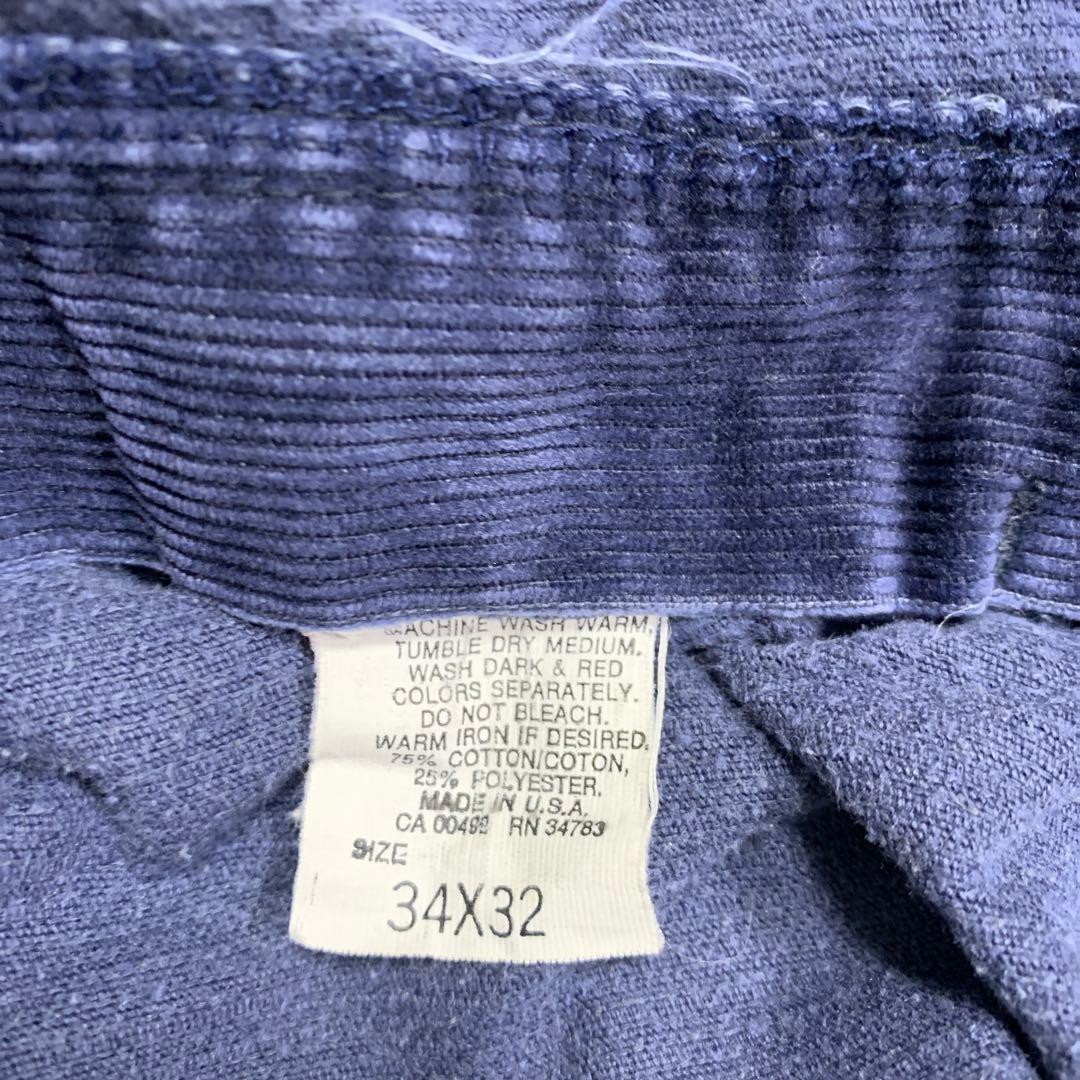 MACHINE WASH WARM,
TUMBLE DRY MEDIUM.
WASH DARK & RED
COLORS SEPARATELY.
DO NOT BLEACH.
WARM IRON IF DESIRED.
75% COTTON/COTON,
25% POLYESTER.
MADE IN U.S.A.
CA 00499 RN 34783
SIZE
34X32